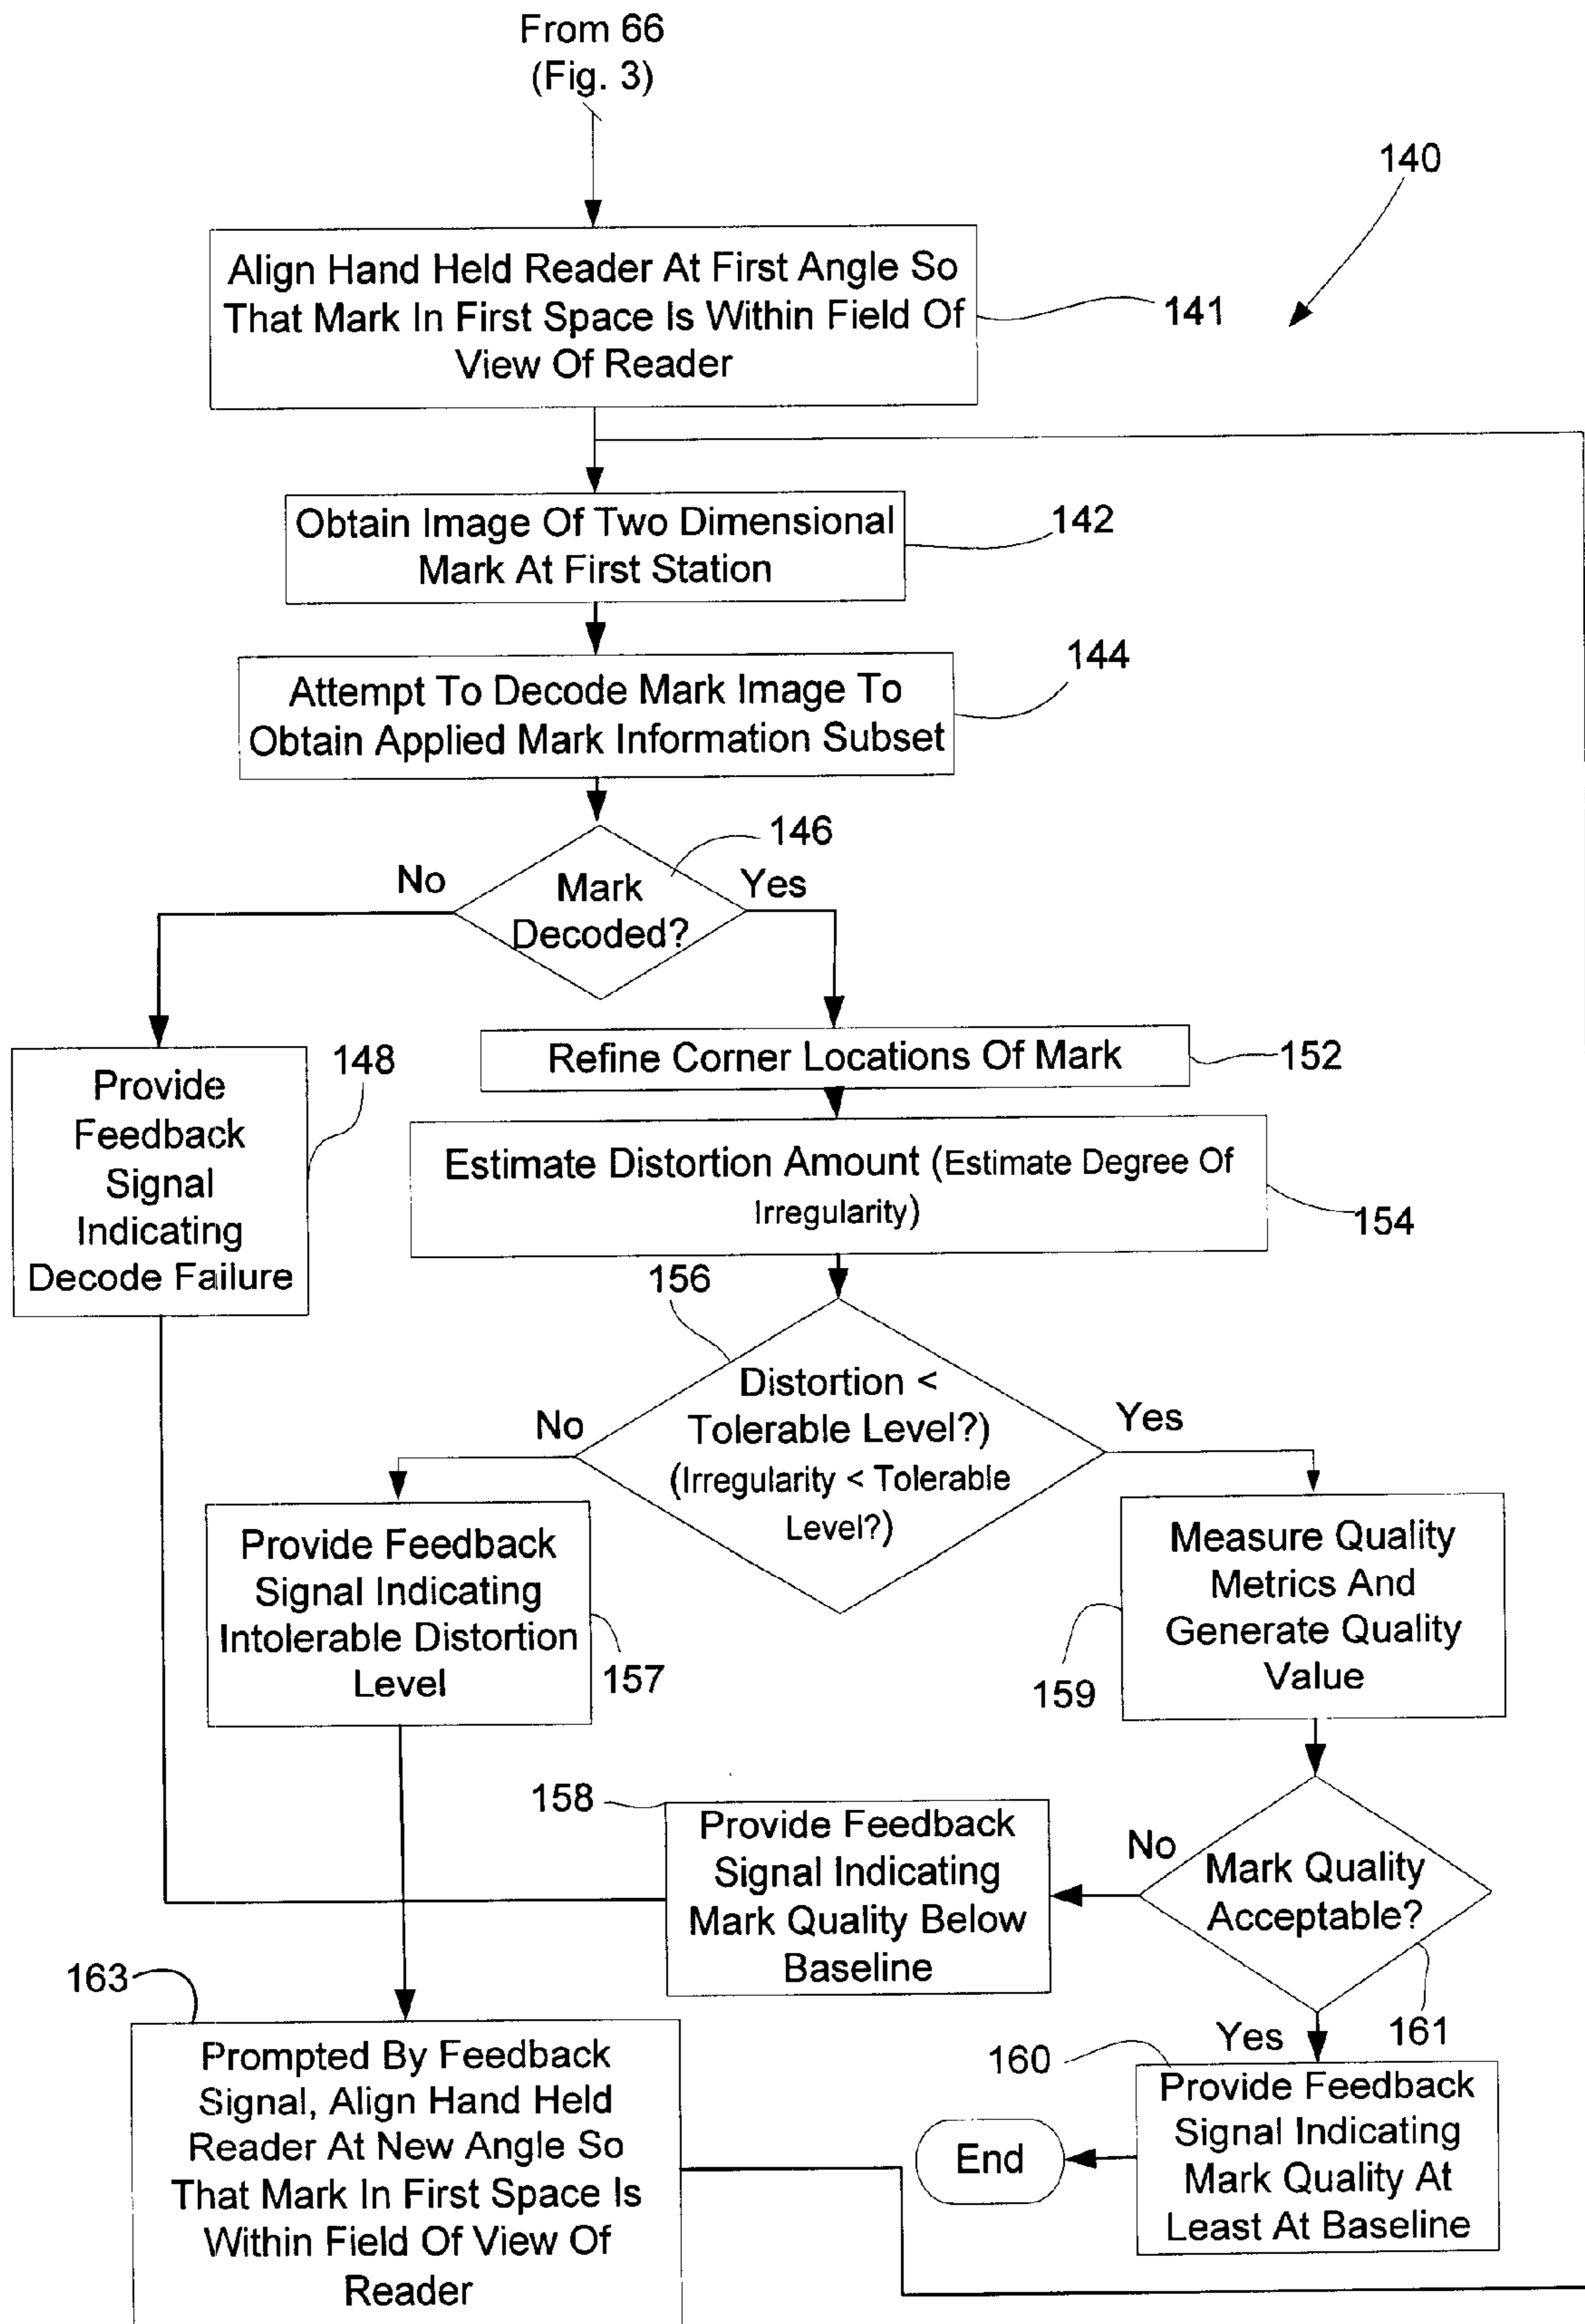 From 66
(Fig. 3)
140
Align Hand Held Reader At First Angle So
That Mark In First Space Is Within Field Of
View Of Reader
141
Obtain Image Of Two Dimensional
Mark At First Station
142
Attempt To Decode Mark Image To
Obtain Applied Mark Information Subset
144
146
No
Mark
Decoded?
Yes
Provide
Feedback
Signal
Indicating
Decode Failure
148
Refine Corner Locations Of Mark
152
Estimate Distortion Amount (Estimate Degree Of
Irregularity)
154
156
Distortion <
Tolerable Level?)
(Irregularity < Tolerable
Level?)
No
Yes
Provide Feedback
Signal Indicating
Intolerable Distortion
Level
157
Measure Quality
Metrics And
Generate Quality
Value
159
158
Provide Feedback
Signal Indicating
Mark Quality Below
Baseline
No
Mark Quality
Acceptable?
161
Yes
163
Prompted By Feedback
Signal, Align Hand Held
Reader At New Angle So
That Mark In First Space Is
Within Field Of View Of
Reader
160
Provide Feedback
Signal Indicating
Mark Quality At
Least At Baseline
End